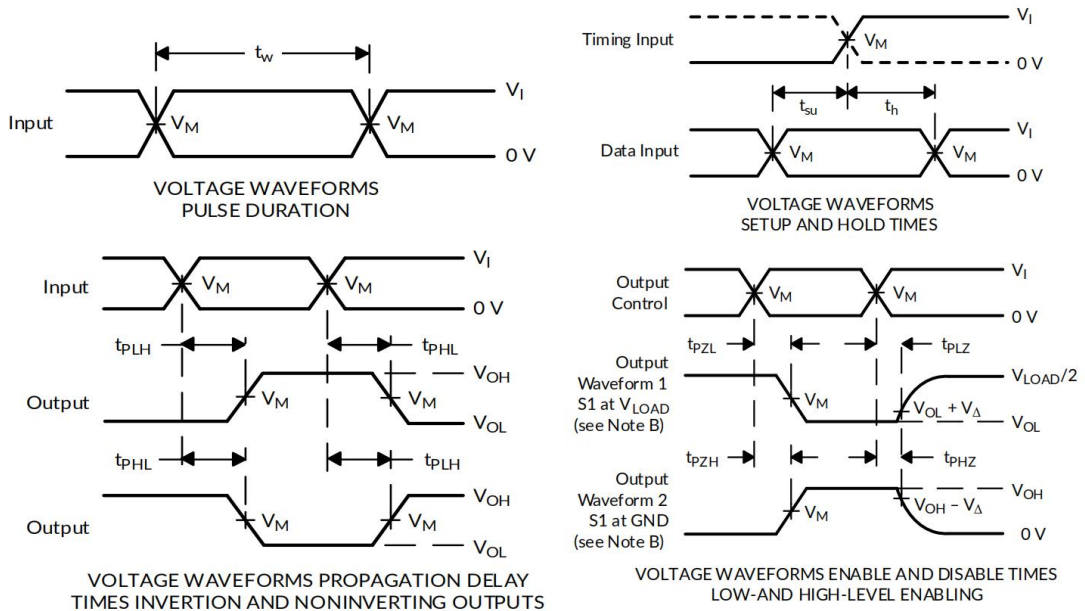 t_w
V_I
Input
V_M
V_M
0 V
VOLTAGE WAVEFORMS
PULSE DURATION
Timing Input
V_I
V_M
0 V
t_su
t_h
V_I
Data Input
V_M
V_M
0 V
VOLTAGE WAVEFORMS
SETUP AND HOLD TIMES
V_I
Input
V_M
V_M
0 V
t_PLH
t_PHL
V_OH
Output
V_M
V_M
V_OL
t_PHL
t_PLH
V_OH
Output
V_M
V_M
V_OL
VOLTAGE WAVEFORMS PROPAGATION DELAY
TIMES INVERTION AND NONINVERTING OUTPUTS
Output
Control
V_I
V_M
V_M
0 V
t_PZL
t_PLZ
Output
Waveform 1
S1 at V_LOAD
(see Note B)
V_LOAD/2
V_M
V_OL + V_Δ
V_OL
t_PZH
t_PHZ
Output
Waveform 2
S1 at GND
(see Note B)
V_OH
V_M
V_OH – V_Δ
0 V
VOLTAGE WAVEFORMS ENABLE AND DISABLE TIMES
LOW-AND HIGH-LEVEL ENABLING